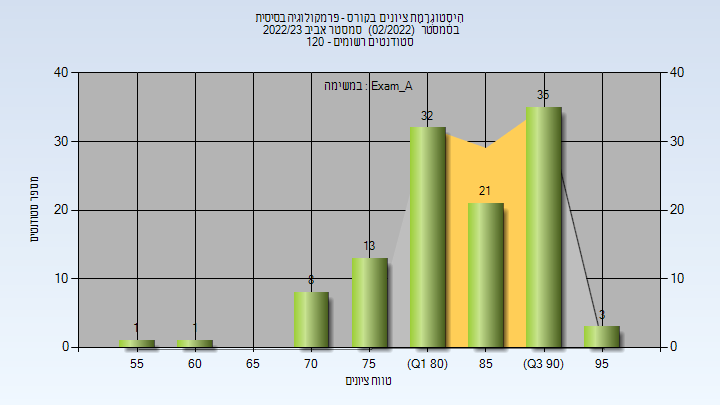 היסטוגרמת ציונים בקורס - פרמקולוגיה בסיסית
בסמסטר (02/2022) סמסטר אביב 2022/23
סטודנטים רשומים - 120
במשימה : Exam_A
40 40
30 30
20 20
10 10
0 0
מספר סטודנטים
1 1 8 13 32 21 35 3
55 60 65 70 75 (Q1 80) 85 (Q3 90) 95
טווח ציונים